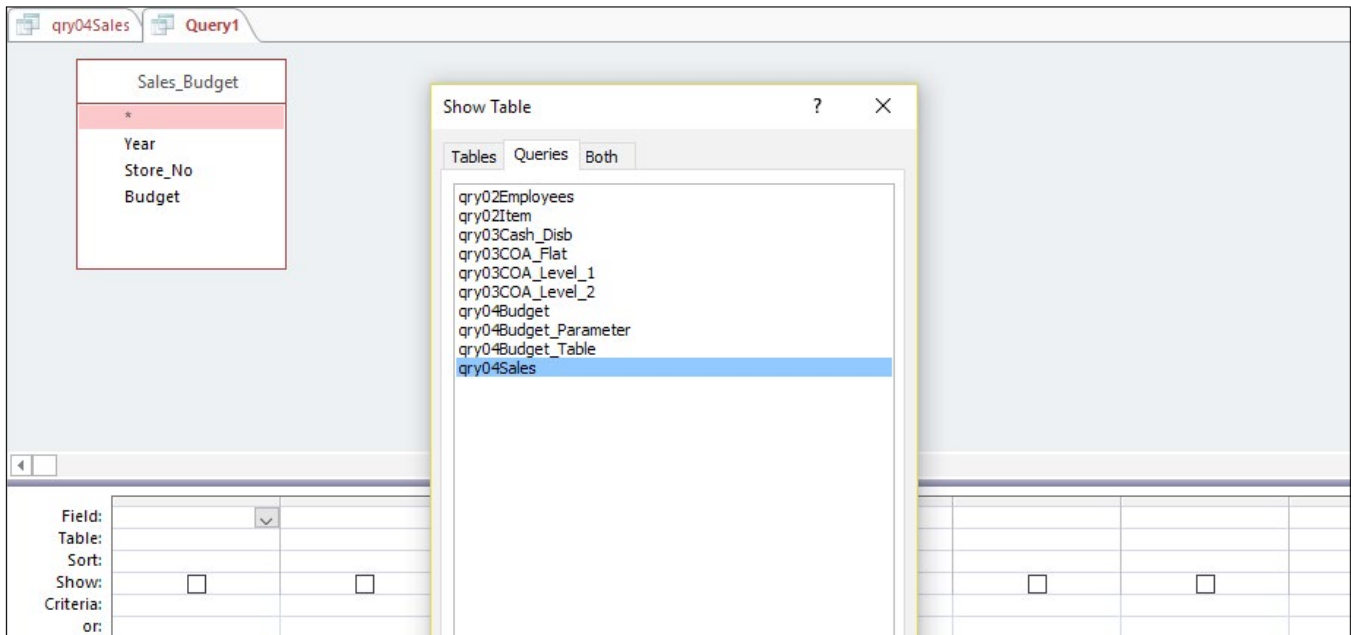 qry04Sales Query1
Sales_Budget
*
Year
Store_No
Budget
Show Table ?
Tables Queries Both
qry02Employees
qry02Item
qry03Cash_Disb
qry03COA_Flat
qry03COA_Level_1
qry03COA_Level_2
qry04Budget
qry04Budget_Parameter
qry04Budget_Table
qry04Sales
Field:
Table:
Sort:
Show:
Criteria:
or: